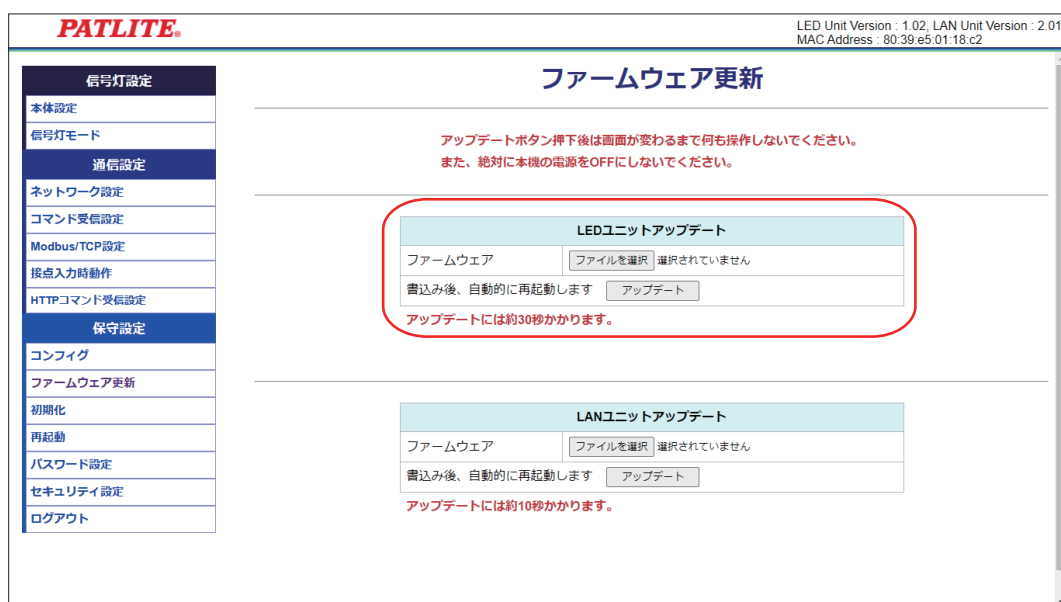 PATLITE®
LED Unit Version : 1.02, LAN Unit Version : 2.01
MAC Address : 80:39:e5:01:18:c2
信号灯設定
本体設定
信号灯モード
通信設定
ネットワーク設定
コマンド受信設定
Modbus/TCP設定
接点入力時動作
HTTPコマンド受信設定
保守設定
コンフィグ
ファームウェア更新
初期化
再起動
パスワード設定
セキュリティ設定
ログアウト
ファームウェア更新
アップデートボタン押下後は画面が変わるまで何も操作しないでください。
また、絶対に本機の電源をOFFにしないでください。
LEDユニットアップデート
ファームウェア ファイルを選択 選択されていません
書込み後、自動的に再起動します アップデート
アップデートには約30秒かかります。
LANユニットアップデート
ファームウェア ファイルを選択 選択されていません
書込み後、自動的に再起動します アップデート
アップデートには約10秒かかります。